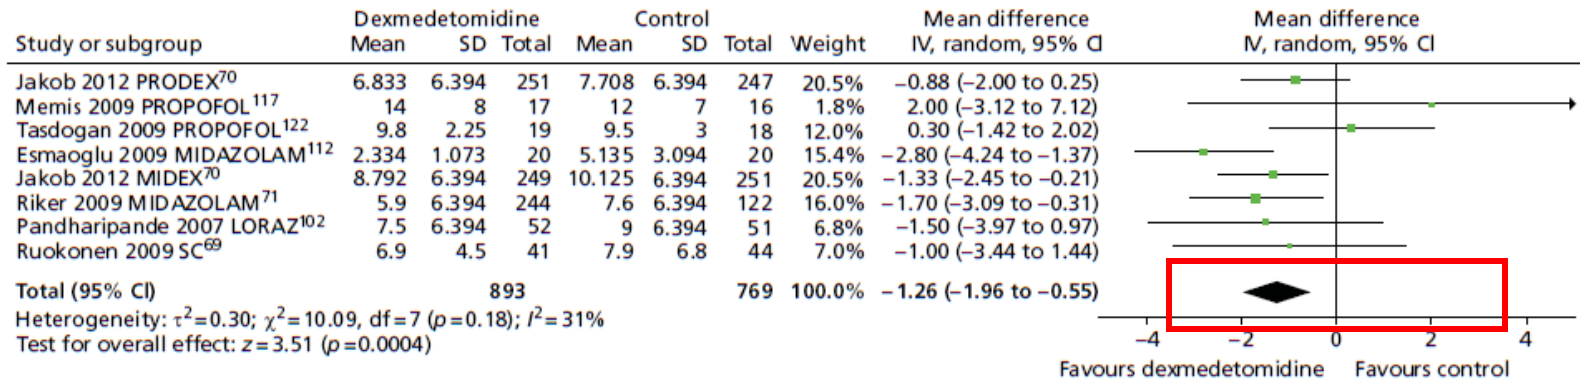 Dexmedetomidine Control Mean difference Mean difference
Study or subgroup Mean SD Total Mean SD Total Weight IV, random, 95% CI IV, random, 95% CI
Jakob 2012 PRODEX⁷⁰ 6.833 6.394 251 7.708 6.394 247 20.5% −0.88 (−2.00 to 0.25)
Memis 2009 PROPOFOL¹¹⁷ 14 8 17 12 7 16 1.8% 2.00 (−3.12 to 7.12)
Tasdogan 2009 PROPOFOL¹²² 9.8 2.25 19 9.5 3 18 12.0% 0.30 (−1.42 to 2.02)
Esmaoglu 2009 MIDAZOLAM¹¹² 2.334 1.073 20 5.135 3.094 20 15.4% −2.80 (−4.24 to −1.37)
Jakob 2012 MIDEX⁷⁰ 8.792 6.394 249 10.125 6.394 251 20.5% −1.33 (−2.45 to −0.21)
Riker 2009 MIDAZOLAM⁷¹ 5.9 6.394 244 7.6 6.394 122 16.0% −1.70 (−3.09 to −0.31)
Pandharipande 2007 LORAZ¹⁰² 7.5 6.394 52 9 6.394 51 6.8% −1.50 (−3.97 to 0.97)
Ruokonen 2009 SC⁶⁹ 6.9 4.5 41 7.9 6.8 44 7.0% −1.00 (−3.44 to 1.44)
Total (95% CI) 893 769 100.0% −1.26 (−1.96 to −0.55)
Heterogeneity: τ²=0.30; χ²=10.09, df=7 (p=0.18); I²=31%
Test for overall effect: z=3.51 (p=0.0004)
−4 −2 0 2 4
Favours dexmedetomidine Favours control